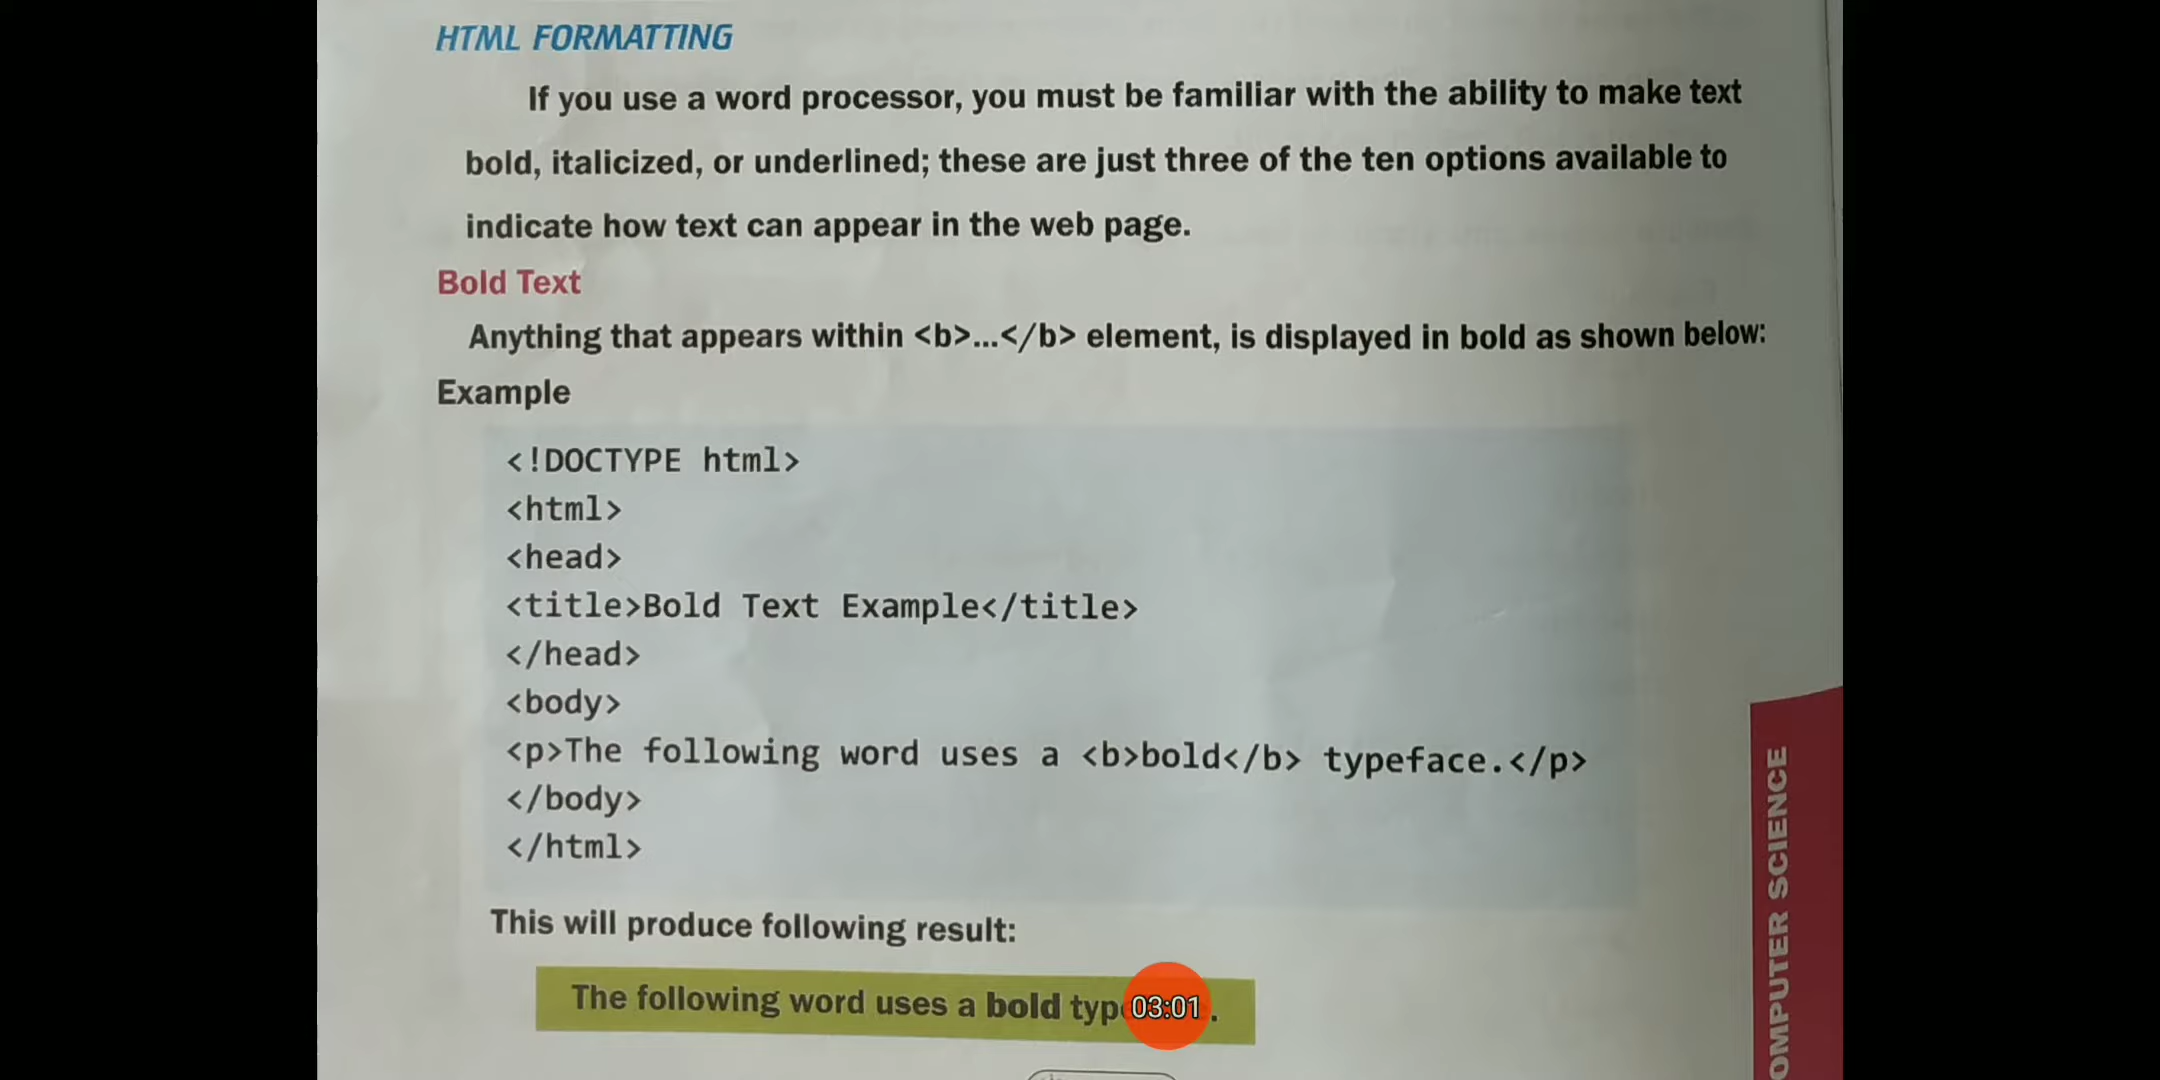 HTML FORMATTING
If you use a word processor, you must be familiar with the ability to make text
bold, italicized, or underlined; these are just three of the ten options available to
indicate how text can appear in the web page.
Bold Text
Anything that appears within <b>...</b> element, is displayed in bold as shown below:
Example
<!DOCTYPE html>
<html>
<head>
<title>Bold Text Example</title>
</head>
<body>
<p>The following word uses a <b>bold</b> typeface.</p>
</body>
</html>
This will produce following result:
The following word uses a bold
03:01
SCIENCE